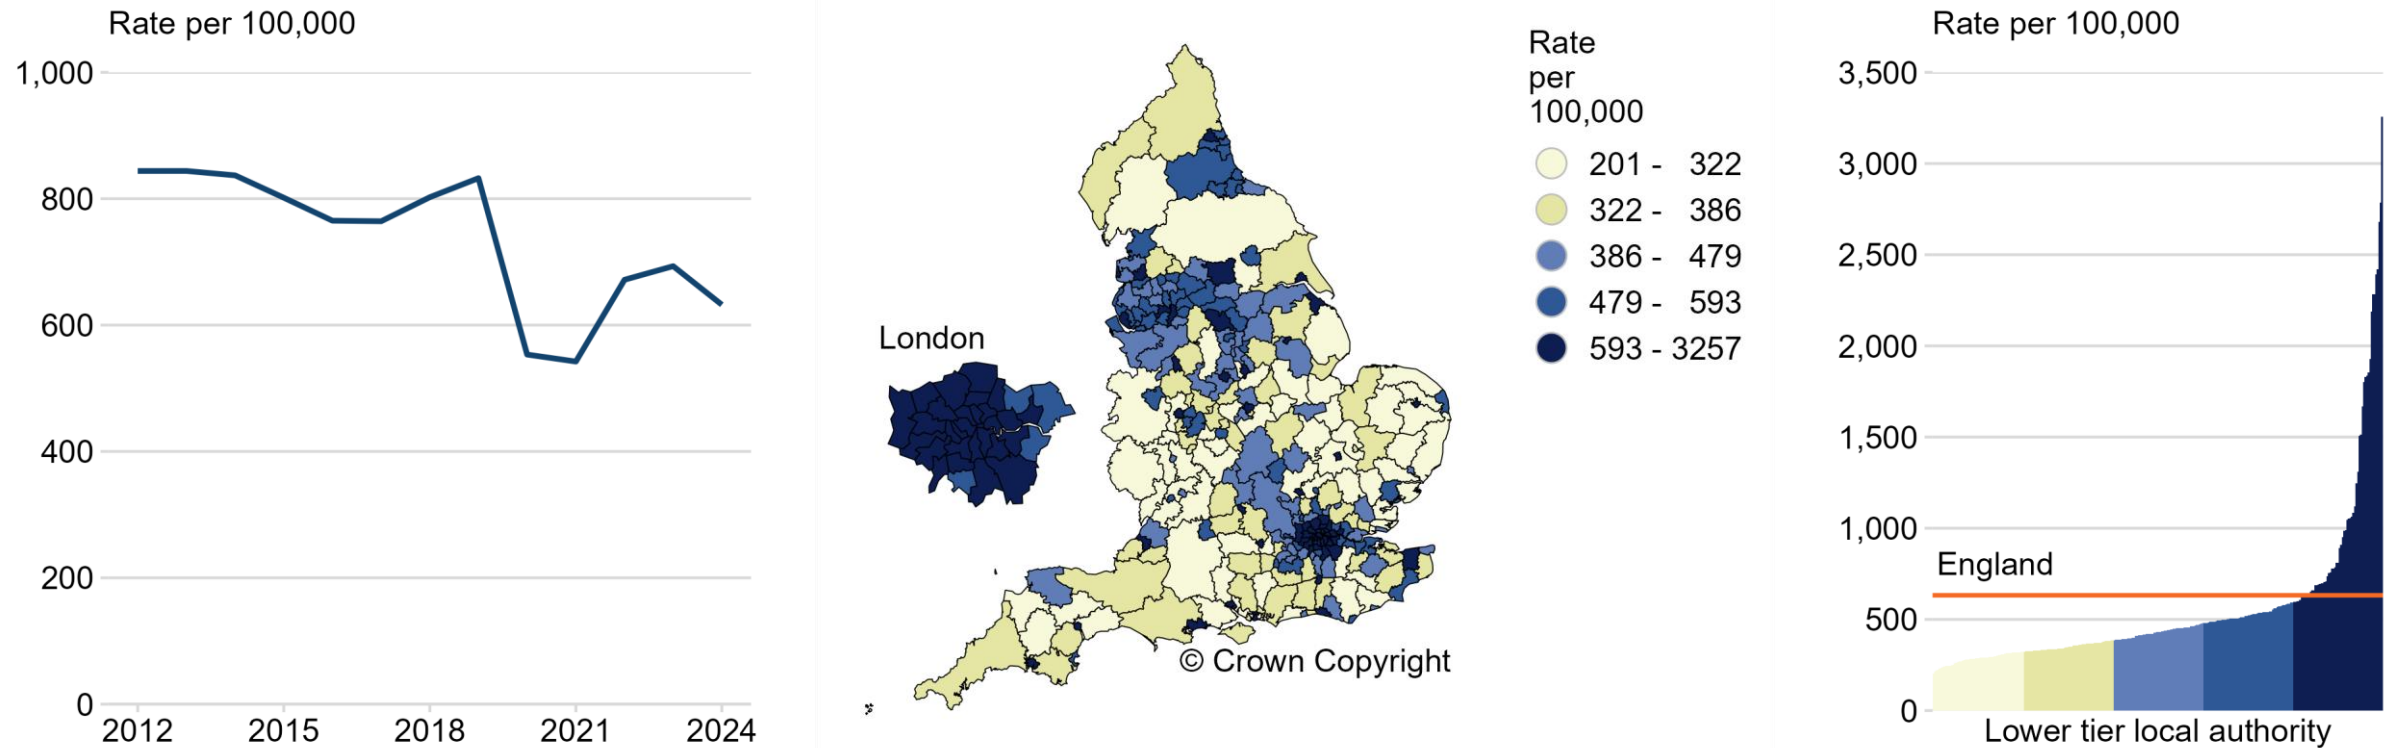 Rate per 100,000
1,000
800
600
400
200
0
2012 2015 2018 2021 2024
London
© Crown Copyright
Rate
per
100,000
201 - 322
322 - 386
386 - 479
479 - 593
593 - 3257
Rate per 100,000
3,500
3,000
2,500
2,000
1,500
1,000
England
500
0
Lower tier local authority